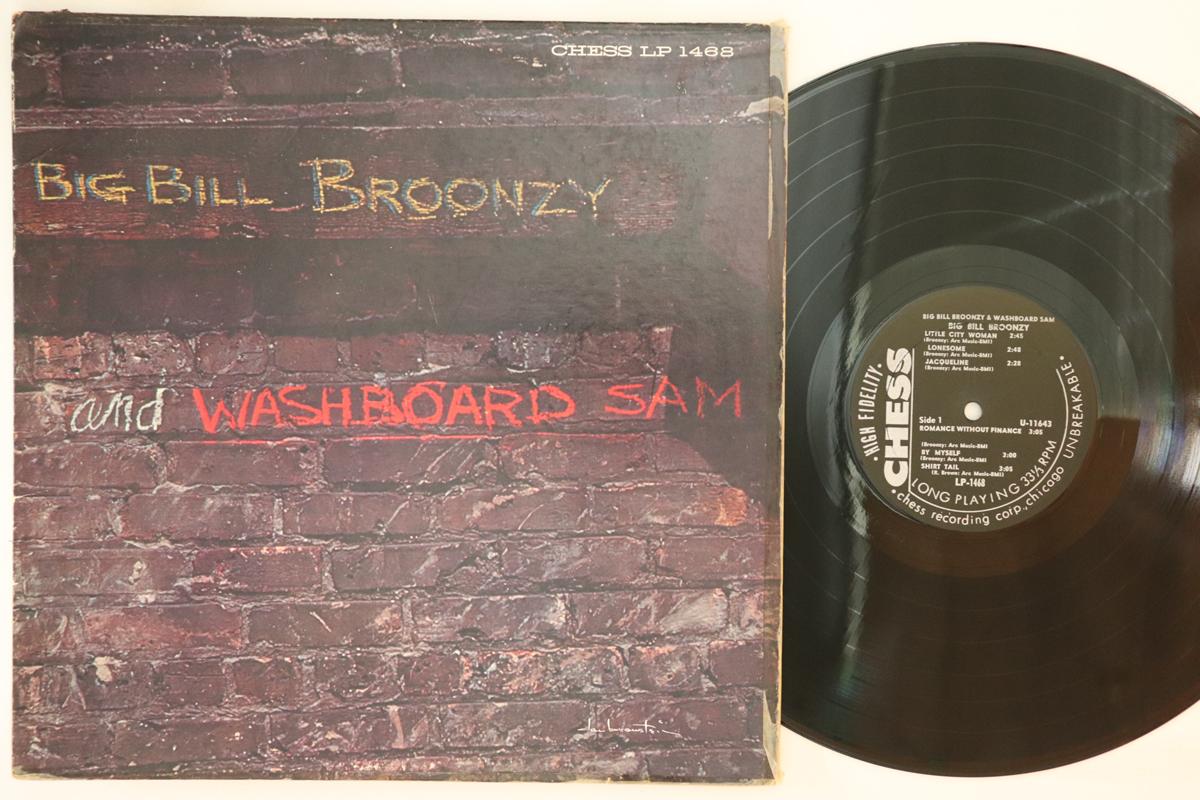 CHESS LP 1468
BIG BILL BROONZY
and WASHBOARD SAM
BIG BILL BROONZY & WASHBOARD SAM
BIG BILL BROONZY
LITTLE CITY WOMAN 2:45
(Broonzy: Arc Music-BMI)
LONESOME 2:48
(Broonzy: Arc Music-BMI)
JACQUELINE 2:28
(Broonzy: Arc Music-BMI)
• HIGH FIDELITY •
CHESS
Side 1 U-11643
ROMANCE WITHOUT FINANCE 3:05
(Broonzy: Arc Music-BMI
BY MYSELF 3:00
(Broonzy: Arc Music-BMI
SHIRT TAIL 3:05
(R. Brown: Arc Music-BMI)
LP-1468
LONG PLAYING 33⅓ RPM
• chess recording corp., chicago UNBREAKABLE •